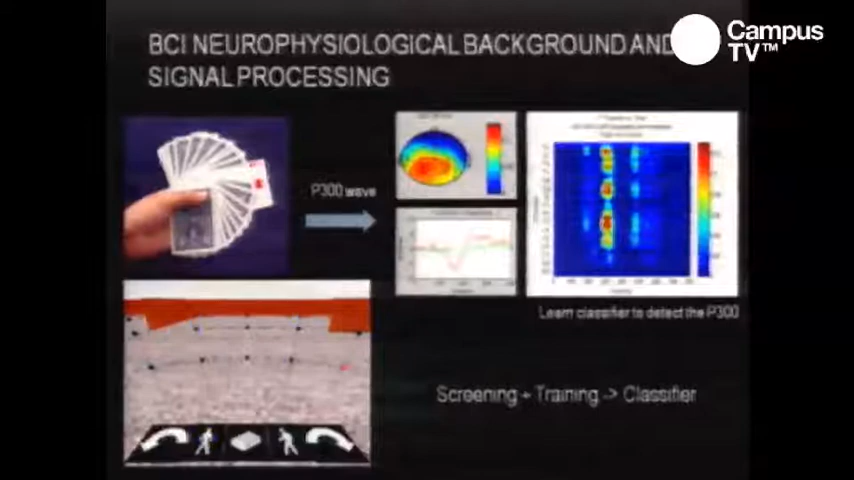 BCI NEUROPHYSIOLOGICAL BACKGROUND AND
SIGNAL PROCESSING
Campus
TV™
P300 wave
Learn classifier to detect the P300
Screening + Training -> Classifier